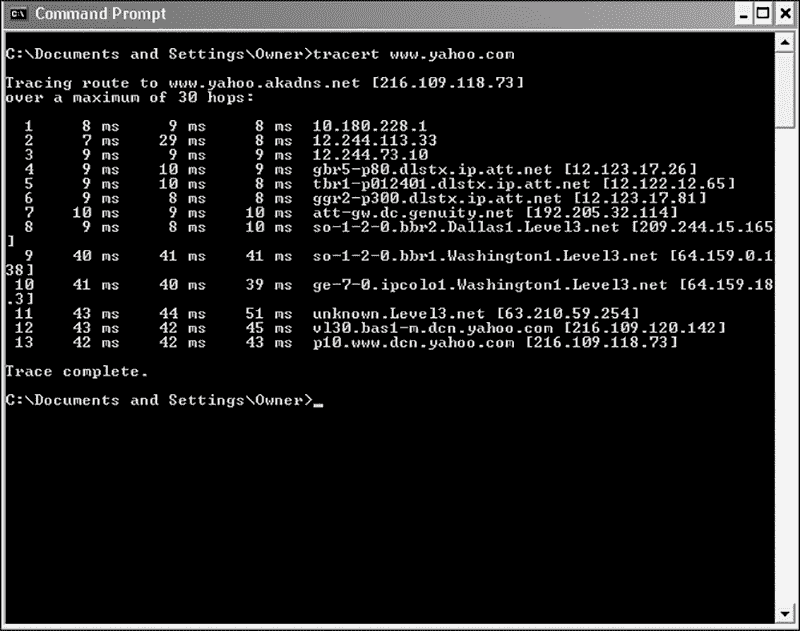 Command Prompt
C:\Documents and Settings\Owner>tracert www.yahoo.com
Tracing route to www.yahoo.akadns.net [216.109.118.73]
over a maximum of 30 hops:
1 8 ms 9 ms 8 ms 10.180.228.1
2 7 ms 29 ms 8 ms 12.244.113.33
3 9 ms 9 ms 9 ms 12.244.73.10
4 9 ms 10 ms 9 ms gbr5-p80.dlstx.ip.att.net [12.123.17.26]
5 9 ms 10 ms 8 ms tbr1-p012401.dlstx.ip.att.net [12.122.12.65]
6 9 ms 8 ms 8 ms ggr2-p300.dlstx.ip.att.net [12.123.17.81]
7 10 ms 9 ms 10 ms att-gw.dc.genuity.net [192.205.32.114]
8 9 ms 8 ms 10 ms so-1-2-0.bbr2.Dallas1.Level3.net [209.244.15.165
]
9 40 ms 41 ms 41 ms so-1-2-0.bbr1.Washington1.Level3.net [64.159.0.1
38]
10 41 ms 40 ms 39 ms ge-7-0.ipcolo1.Washington1.Level3.net [64.159.18
.3]
11 43 ms 44 ms 51 ms unknown.Level3.net [63.210.59.254]
12 43 ms 42 ms 45 ms vl30.bas1-m.dcn.yahoo.com [216.109.120.142]
13 42 ms 42 ms 43 ms p10.www.dcn.yahoo.com [216.109.118.73]
Trace complete.
C:\Documents and Settings\Owner>_